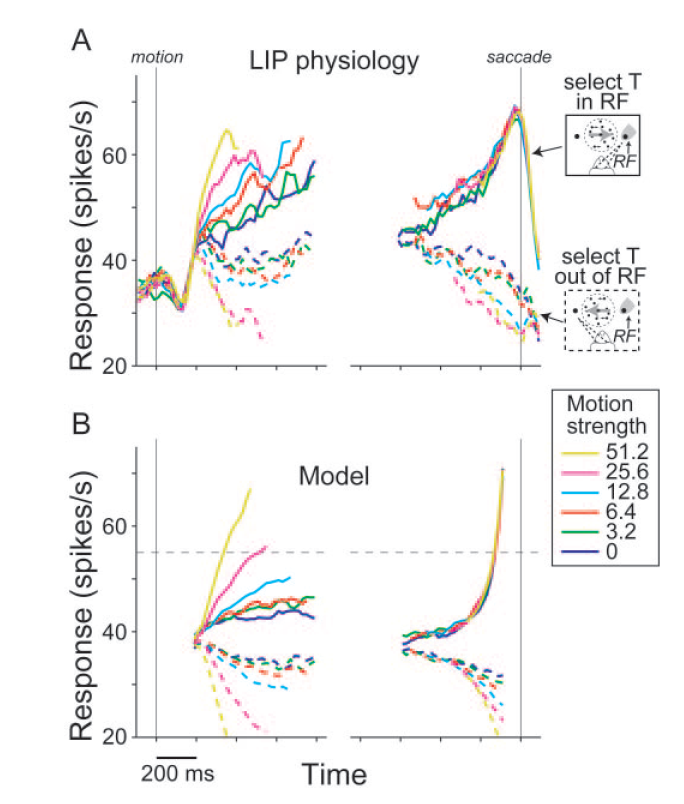 A
motion
LIP physiology
saccade
select T
in RF
RF
60
40
20
Response (spikes/s)
select T
out of RF
RF
B
Model
Motion
strength
51.2
25.6
12.8
6.4
3.2
0
60
40
20
Response (spikes/s)
200 ms
Time